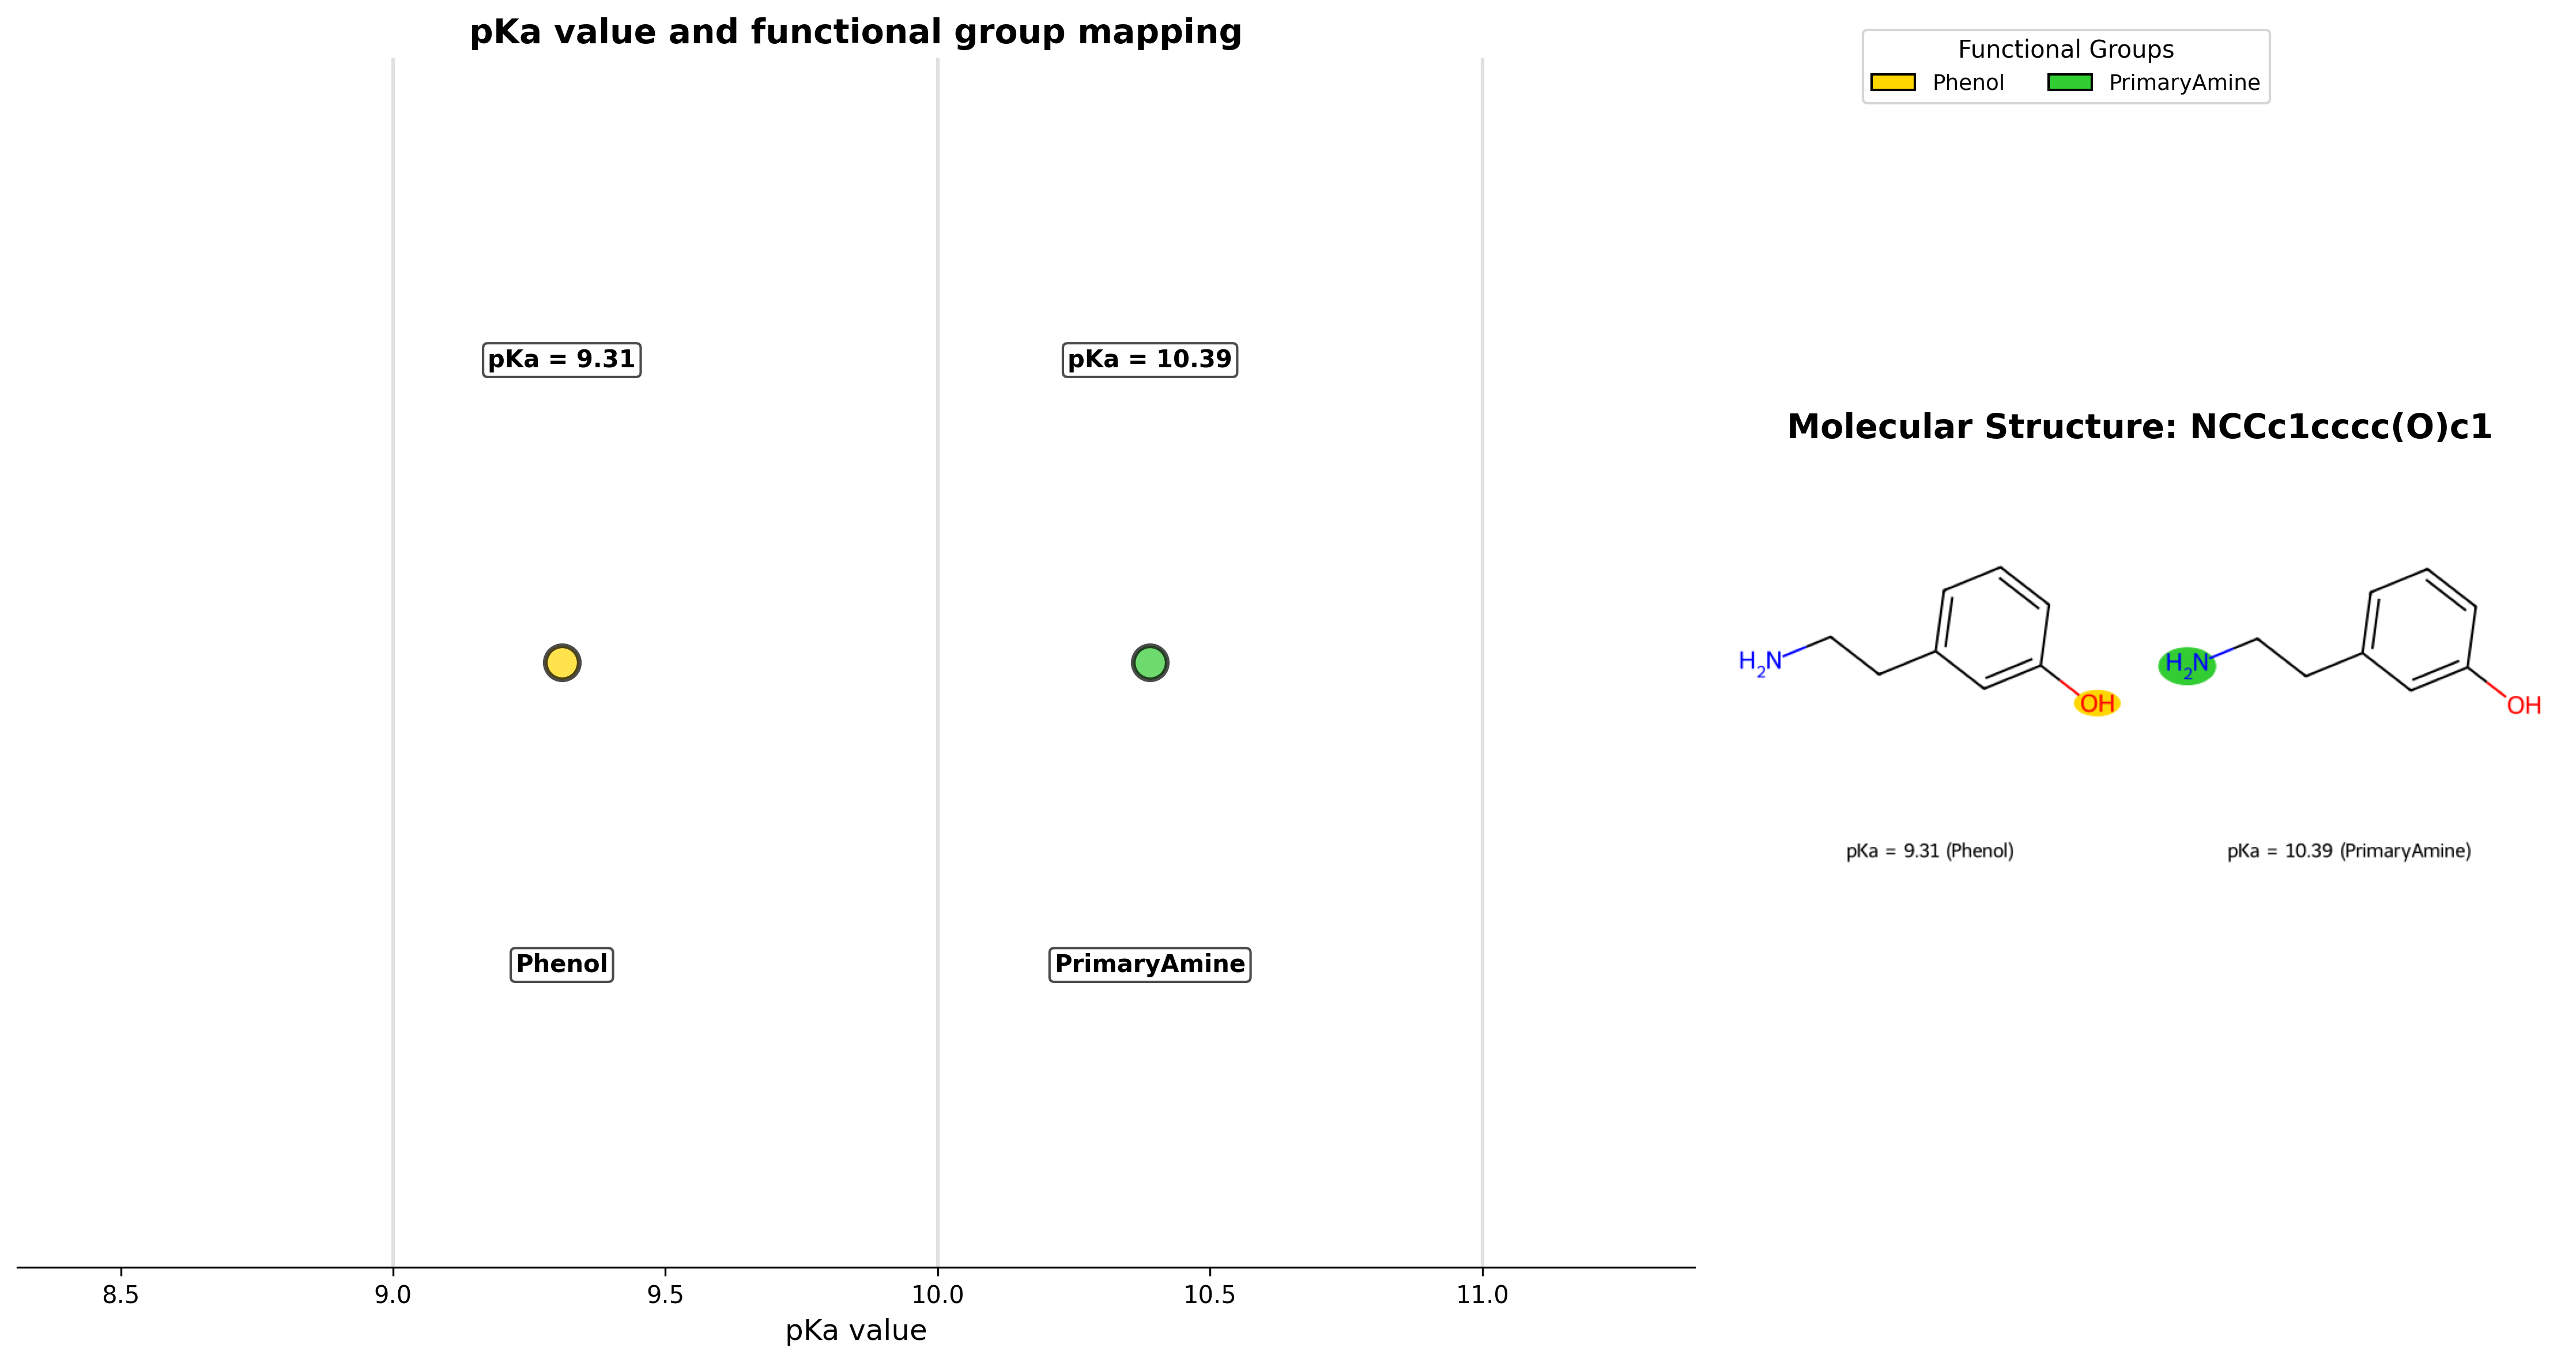 pKa value and functional group mapping
Functional Groups
Phenol
PrimaryAmine
pKa = 9.31
pKa = 10.39
Phenol
PrimaryAmine
8.5
9.0
9.5
10.0
10.5
11.0
pKa value
Molecular Structure: NCCc1cccc(O)c1
H2N
OH
H2N
OH
pKa = 9.31 (Phenol)
pKa = 10.39 (PrimaryAmine)